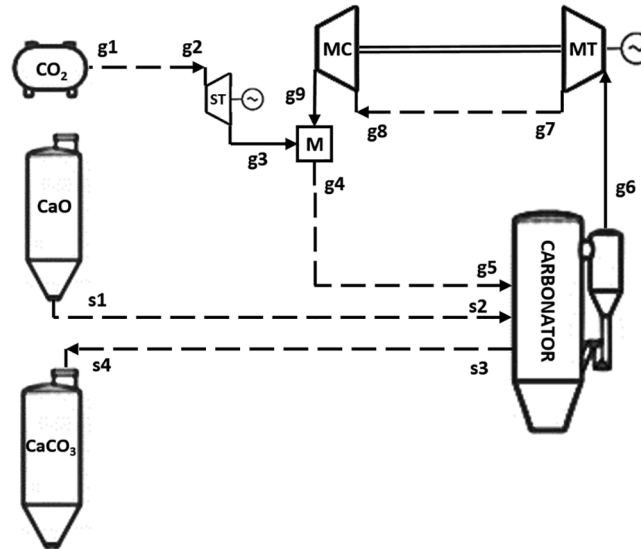 g1
g2
CO₂
ST
~
g3
g9
M
g4
MC
MT
~
g8
g7
g6
CaO
s1
g5
s2
CARBONATOR
s4
s3
CaCO₃